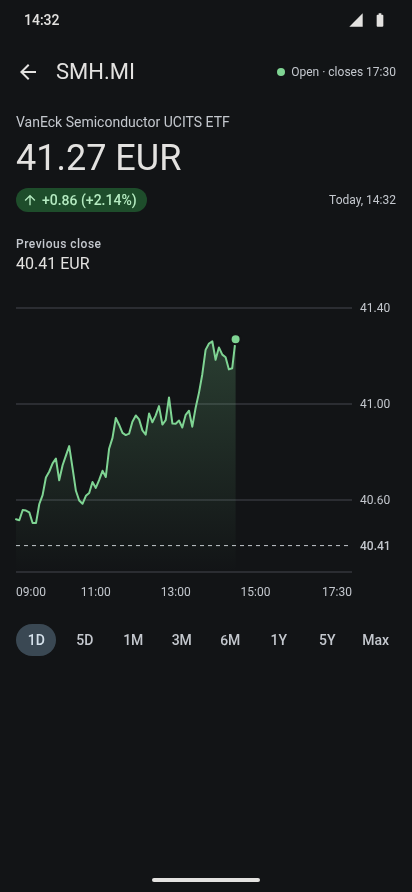 14:32
SMH.MI
Open · closes 17:30
VanEck Semiconductor UCITS ETF
41.27 EUR
+0.86 (+2.14%)
Today, 14:32
Previous close
40.41 EUR
41.40
41.00
40.60
40.41
09:00 11:00 13:00 15:00 17:30
1D 5D 1M 3M 6M 1Y 5Y Max